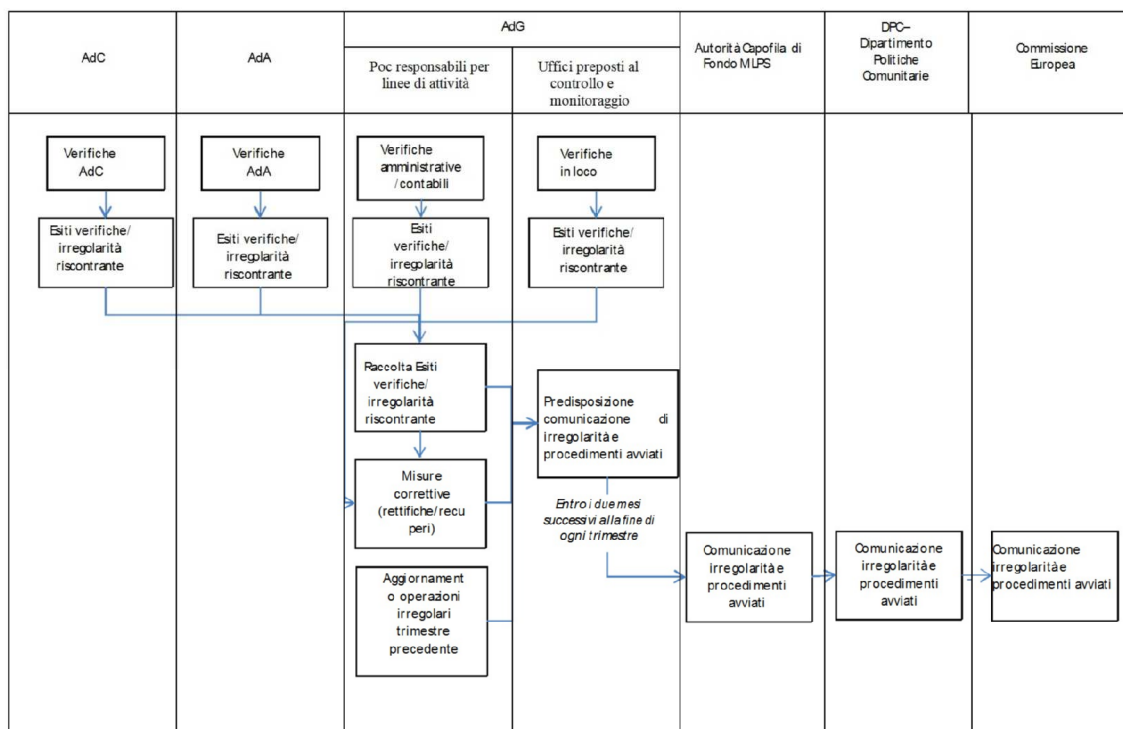 AdC
AdA
AdG
Poc responsabili per
linee di attività
Uffici preposti al
controllo e
monitoraggio
Autorità Capofila di
Fondo MLPS
DPC–
Dipartimento
Politiche
Comunitarie
Commissione
Europea
Verifiche
AdC
Verifiche
AdA
Verifiche
amministrative
/ contabili
Verifiche
in loco
Esiti verifiche/
irregolarità
riscontrante
Esiti verifiche/
irregolarità
riscontrante
Esiti
verifiche/
irregolarità
riscontrante
Esiti verifiche/
irregolarità
riscontrante
Raccolta Esiti
verifiche/
irregolarità
riscontrante
Predisposizione
comunicazione di
irregolarità e
procedimenti avviati
Misure
correttive
(rettifiche/recu
peri)
Entro i due mesi
successivi alla fine di
ogni trimestre
Aggiornament
o operazioni
irregolari
trimestre
precedente
Comunicazione
irregolarità e
procedimenti
avviati
Comunicazione
irregolarità e
procedimenti
avviati
Comunicazione
irregolarità e
procedimenti avviati